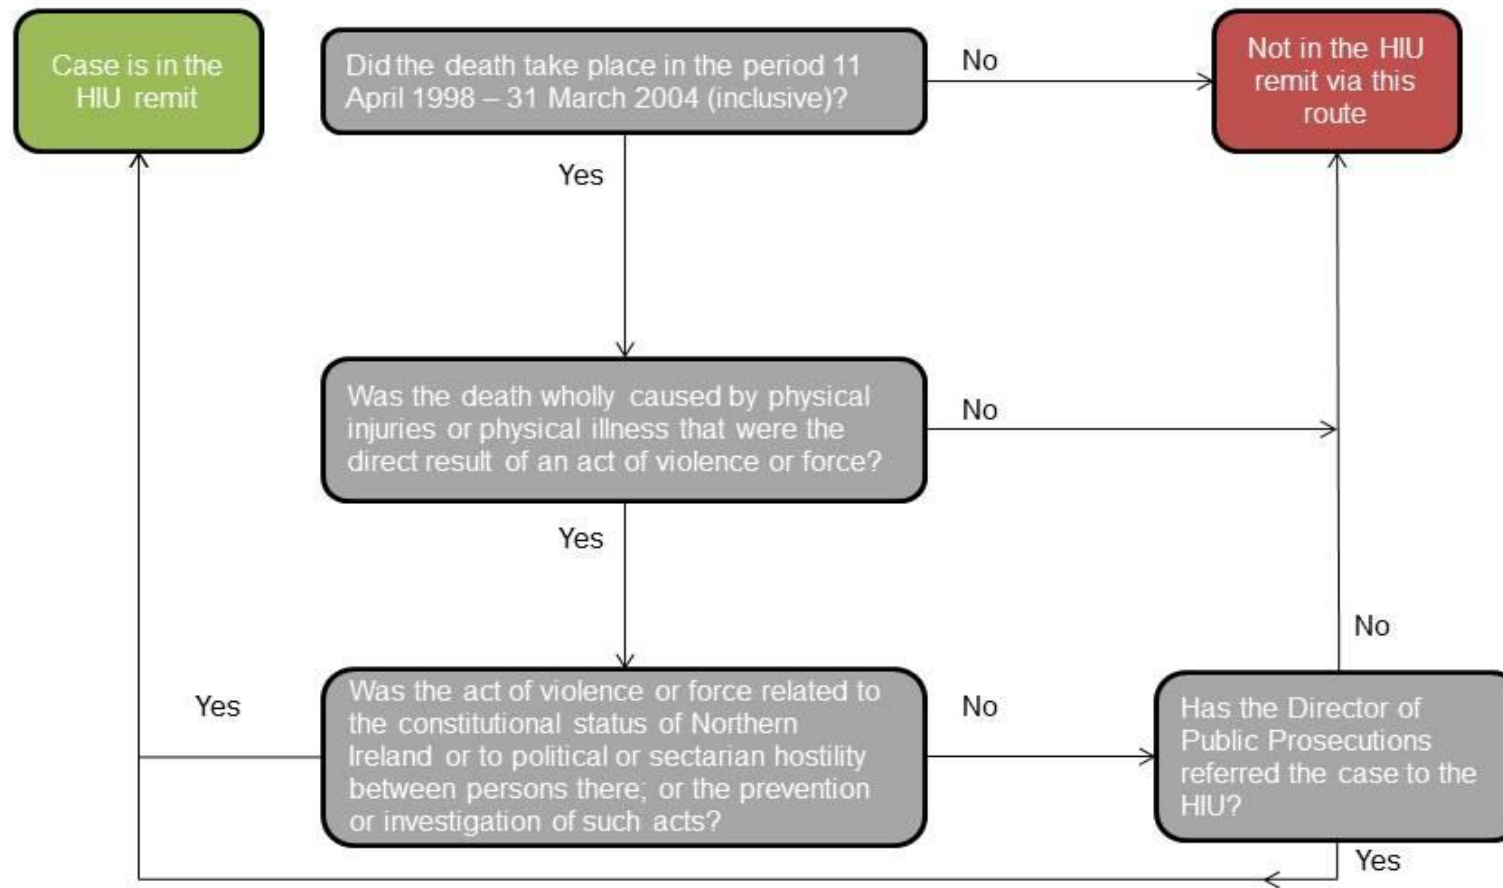 Case is in the
HIU remit
Did the death take place in the period 11
April 1998 – 31 March 2004 (inclusive)?
No
Not in the HIU
remit via this
route
Yes
Was the death wholly caused by physical
injuries or physical illness that were the
direct result of an act of violence or force?
No
Yes
No
Yes
Was the act of violence or force related to
the constitutional status of Northern
Ireland or to political or sectarian hostility
between persons there; or the prevention
or investigation of such acts?
No
Has the Director of
Public Prosecutions
referred the case to the
HIU?
Yes